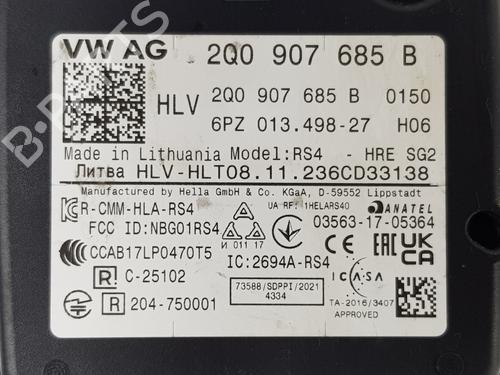 VW AG 2Q0 907 685 B
HLV 2Q0 907 685 B 0150
6PZ 013.498-27 H06
Made in Lithuania Model:RS4 - HRE SG2
Литва HLV-HLT08.11.236CD33138
Manufactured by Hella GmbH & Co. KGaA, D-59552 Lippstadt
R-CMM-HLA-RS4
UA RF: 1HELARS40
ANATEL
FCC ID:NBG01RS4
И 011 17
03563-17-05364
CCAB17LP0470T5
IC:2694A-RS4
EAC
UK CA
R C-25102
ICASA
73588/SDPPI/2021
4334
TA-2016/3407
APPROVED
R 204-750001
B-Parts